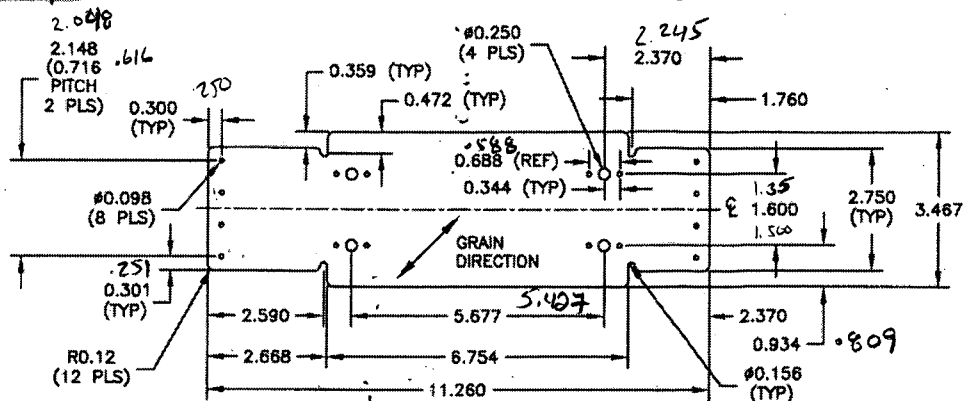 2.148
(0.716 .616
PITCH
2 PLS)
.250
0.300
(TYP)
0.359 (TYP)
0.472 (TYP)
ø0.250
(4 PLS)
2.245
2.370
1.760
.588
0.688 (REF)
0.344 (TYP)
ø0.098
(8 PLS)
℄
1.35
1.600
1.500
2.750
(TYP)
3.467
GRAIN
DIRECTION
.251
0.301
(TYP)
2.590
5.427
5.677
2.370
R0.12
(12 PLS)
2.668
6.754
0.934 .809
ø0.156
(TYP)
11.260